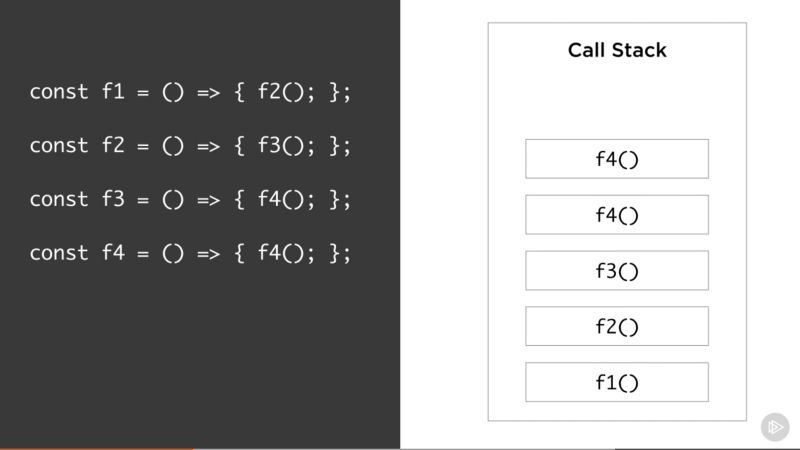 const f1 = () => { f2(); };
const f2 = () => { f3(); };
const f3 = () => { f4(); };
const f4 = () => { f4(); };
Call Stack
f4()
f4()
f3()
f2()
f1()